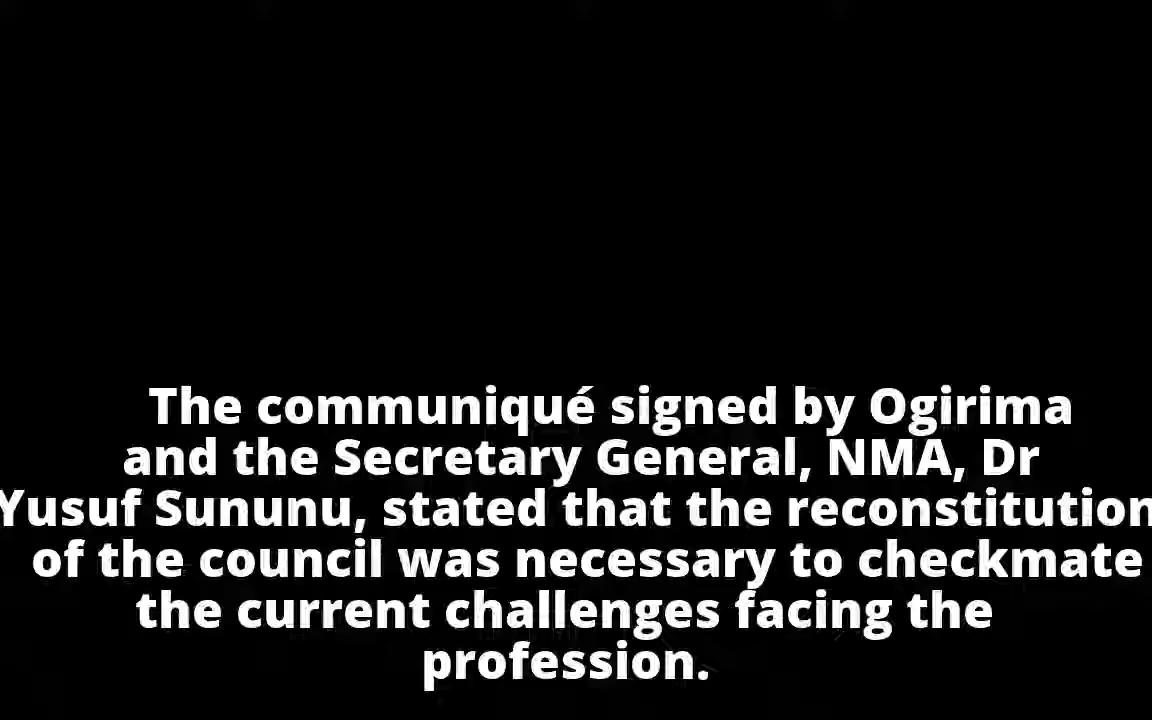 The communiqué signed by Ogirima
and the Secretary General, NMA, Dr
Yusuf Sununu, stated that the reconstitution
of the council was necessary to checkmate
the current challenges facing the
profession.